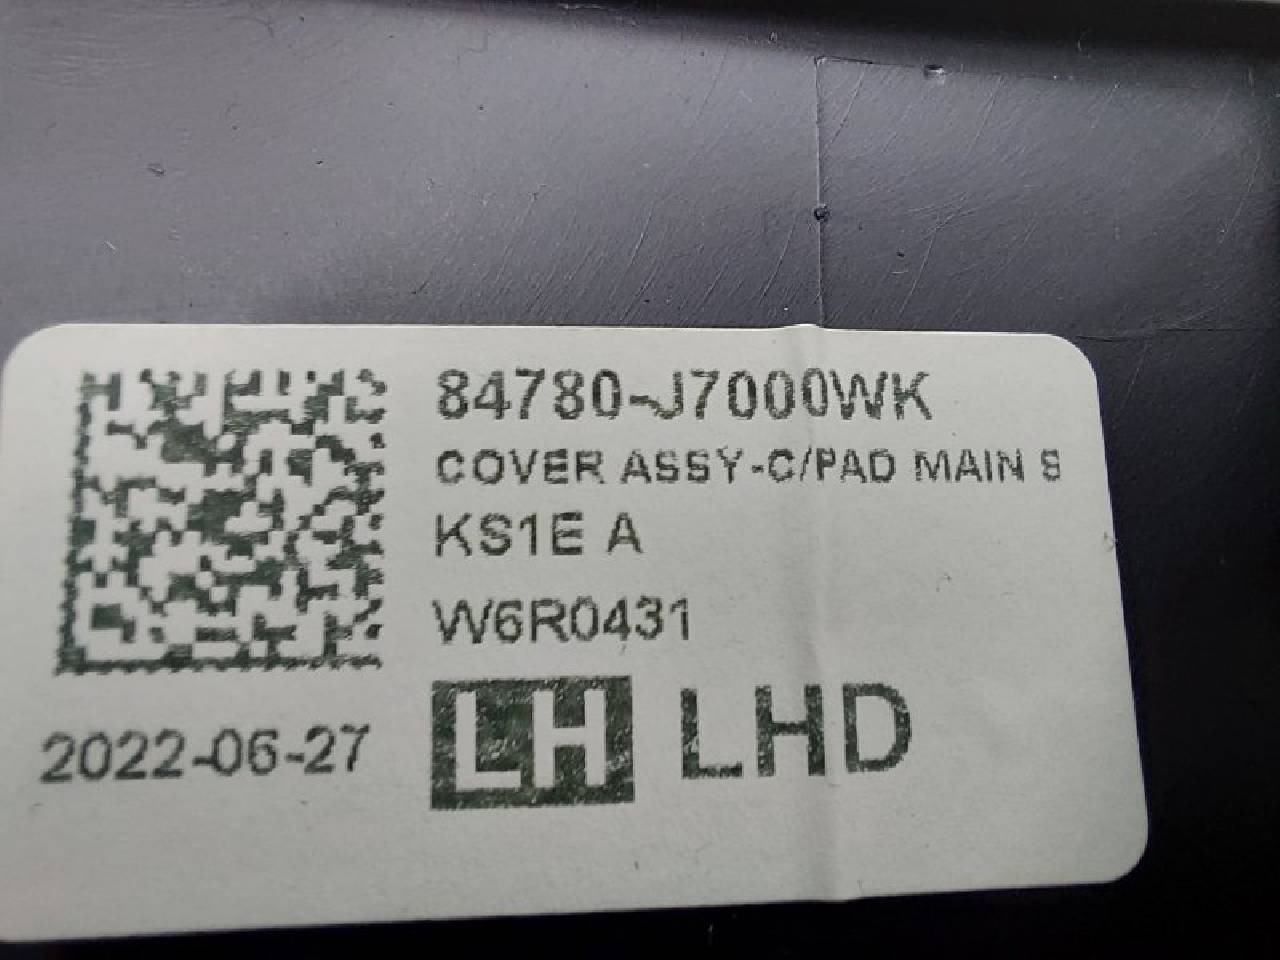 84780-J7000WK
COVER ASSY-C/PAD MAIN S
KS1E A
W6R0431
2022-06-27 LH LHD